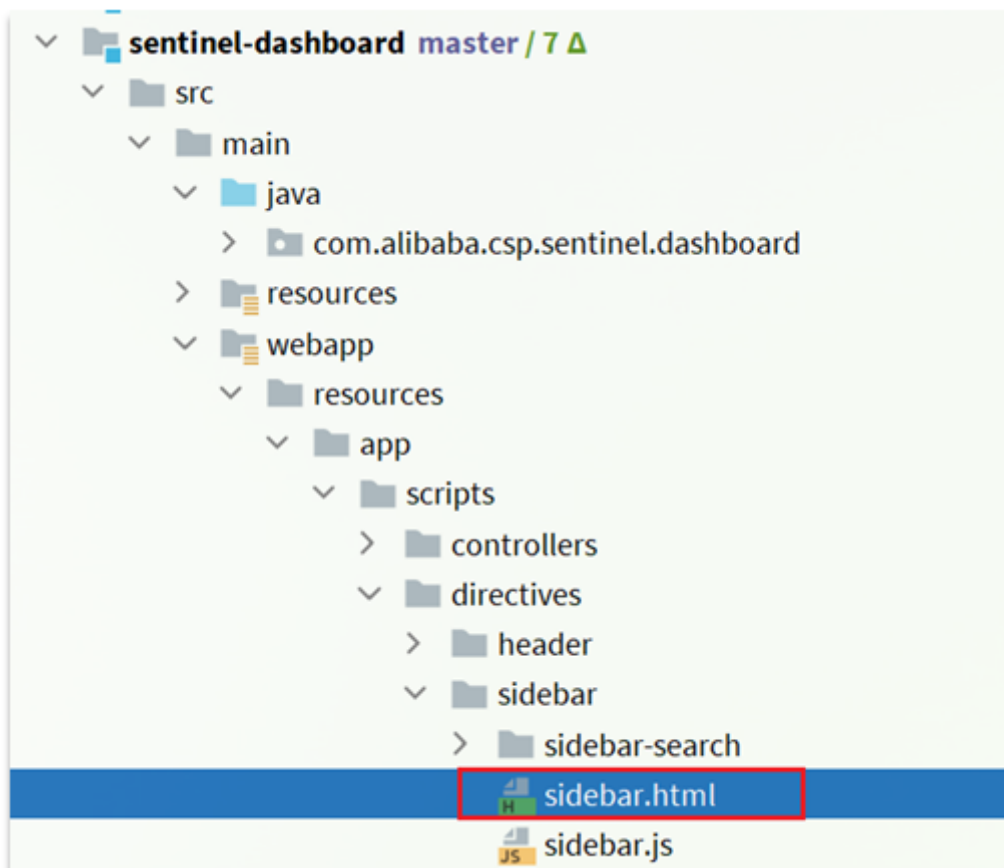 sentinel-dashboard master / 7 Δ
src
main
java
com.alibaba.csp.sentinel.dashboard
resources
webapp
resources
app
scripts
controllers
directives
header
sidebar
sidebar-search
H sidebar.html
JS sidebar.js